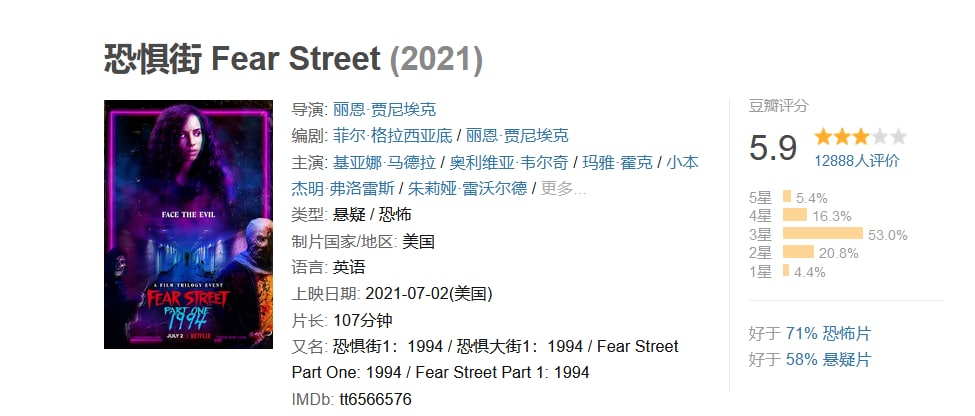 恐惧街 Fear Street (2021)
FACE THE EVIL
A FILM TRILOGY EVENT
FEAR STREET
PART ONE
1994
JULY 2 | NETFLIX
导演: 丽恩·贾尼埃克
编剧: 菲尔·格拉西亚底 / 丽恩·贾尼埃克
主演: 基亚娜·马德拉 / 奥利维亚·韦尔奇 / 玛雅·霍克 / 小本
杰明·弗洛雷斯 / 朱莉娅·雷沃尔德 / 更多...
类型: 悬疑 / 恐怖
制片国家/地区: 美国
语言: 英语
上映日期: 2021-07-02(美国)
片长: 107分钟
又名: 恐惧街1：1994 / 恐惧大街1：1994 / Fear Street
Part One: 1994 / Fear Street Part 1: 1994
IMDb: tt6566576
豆瓣评分
5.9
12888人评价
5星 5.4%
4星 16.3%
3星 53.0%
2星 20.8%
1星 4.4%
好于 71% 恐怖片
好于 58% 悬疑片